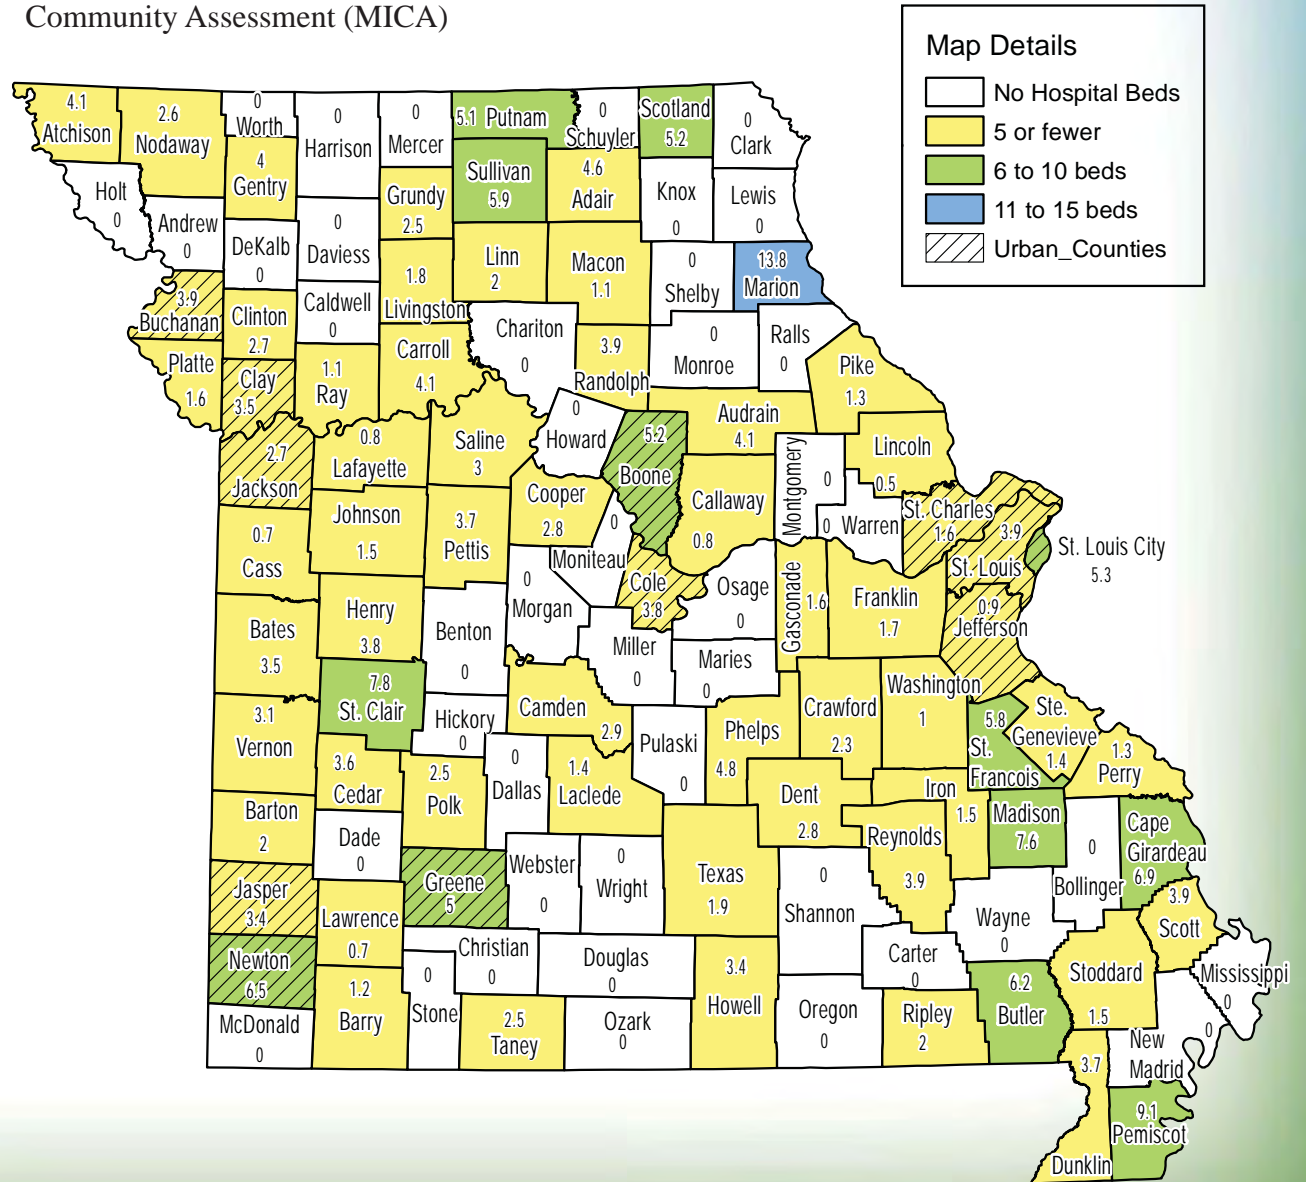 Community Assessment (MICA)
Map Details
No Hospital Beds
5 or fewer
6 to 10 beds
11 to 15 beds
Urban_Counties
4.1
Atchison
2.6
Nodaway
0
Worth
0
Harrison
0
Mercer
5.1 Putnam
0
Schuyler
Scotland
5.2
0
Clark
Holt
0
Andrew
0
4
Gentry
DeKalb
0
0
Daviess
Grundy
2.5
Sullivan
5.9
4.6
Adair
Knox
0
Lewis
0
3.9
Buchanan
Clinton
2.7
Caldwell
0
1.8
Livingston
Linn
2
Macon
1.1
0
Shelby
13.8
Marion
Platte
1.6
Clay
3.5
1.1
Ray
Carroll
4.1
Chariton
0
3.9
Randolph
0
Monroe
Ralls
0
Pike
1.3
2.7
Jackson
0.8
Lafayette
Saline
3
0
Howard
5.2
Boone
Audrain
4.1
Montgomery
0
Lincoln
0.5
0.7
Cass
Johnson
1.5
3.7
Pettis
Cooper
2.8
0
Moniteau
Callaway
0.8
0 Warren
St. Charles
1.6
3.9
St. Louis
St. Louis City
5.3
Bates
3.5
Henry
3.8
Benton
0
0
Morgan
Cole
3.8
Osage
0
Gasconade
1.6
Franklin
1.7
0.9
Jefferson
3.1
Vernon
7.8
St. Clair
Hickory
0
Camden
2.9
Miller
0
Maries
0
Pulaski
0
Phelps
4.8
Crawford
2.3
Washington
1
5.8
St.
Francois
Ste.
Genevieve
1.4
1.3
Perry
Barton
2
3.6
Cedar
2.5
Polk
0
Dallas
1.4
Laclede
Dent
2.8
Iron
1.5
Reynolds
3.9
Madison
7.6
0
Bollinger
Cape
Girardeau
6.9
Dade
0
Jasper
3.4
Lawrence
0.7
Greene
5
Webster
0
0
Wright
Texas
1.9
0
Shannon
Wayne
0
3.9
Scott
Newton
6.5
1.2
Barry
0
Stone
Christian
0
Douglas
0
3.4
Howell
Carter
0
6.2
Butler
Stoddard
1.5
Mississippi
0
McDonald
0
2.5
Taney
Ozark
0
Oregon
0
Ripley
2
0
New
Madrid
3.7
Dunklin
9.1
Pemiscot